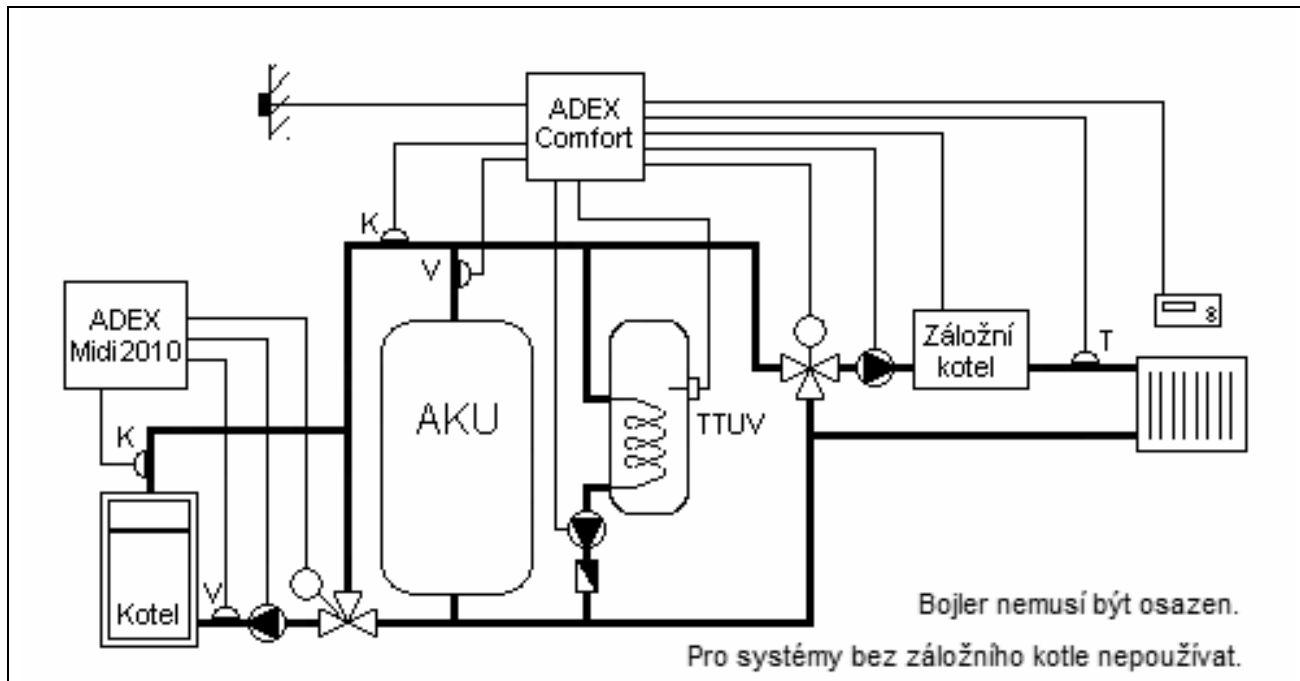 ADEX
Comfort
K
V
ADEX
Midi 2010
K
AKU
TTUV
Záložní
kotel
T
V
Kotel
Bojler nemusí být osazen.
Pro systémy bez záložního kotle nepoužívat.